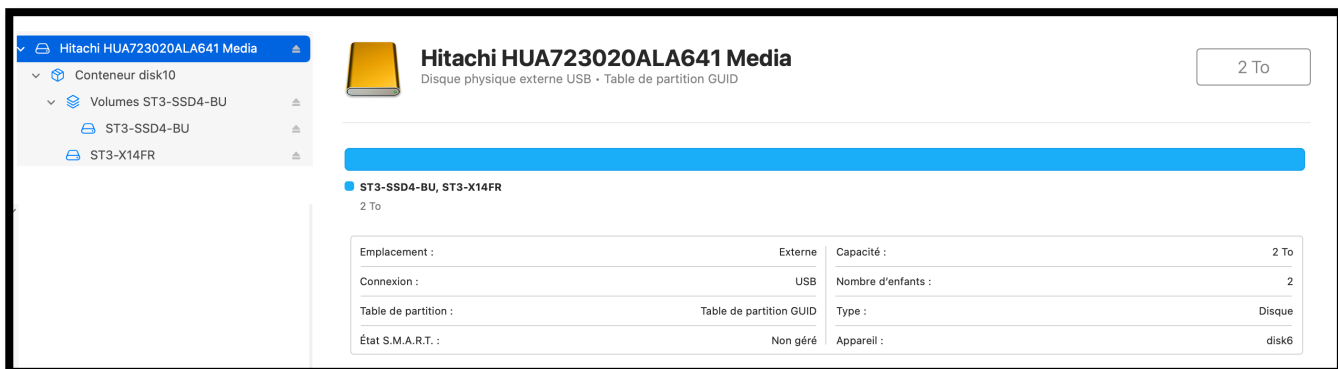 Hitachi HUA723020ALA641 Media
Conteneur disk10
Volumes ST3-SSD4-BU
ST3-SSD4-BU
ST3-X14FR
Hitachi HUA723020ALA641 Media
Disque physique externe USB • Table de partition GUID
2 To
ST3-SSD4-BU, ST3-X14FR
2 To
Emplacement : Externe
Capacité : 2 To
Connexion : USB
Nombre d'enfants : 2
Table de partition : Table de partition GUID
Type : Disque
État S.M.A.R.T. : Non géré
Appareil : disk6